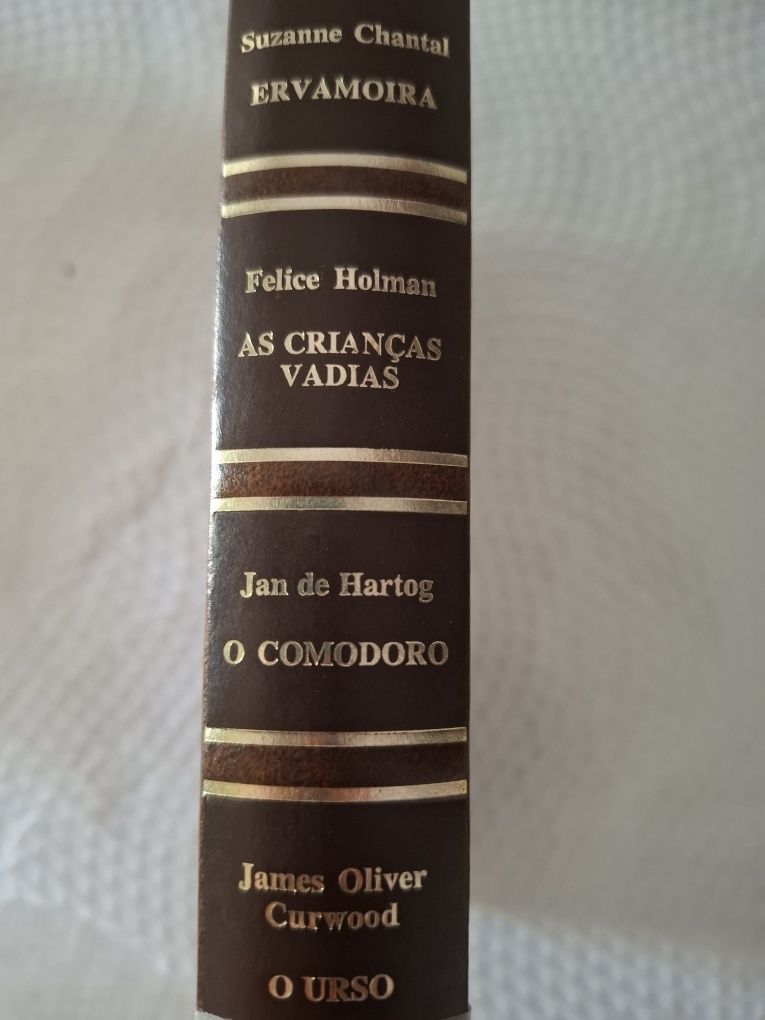 Suzanne Chantal
ERVAMOIRA
Felice Holman
AS CRIANÇAS
VADIAS
Jan de Hartog
O COMODORO
James Oliver
Curwood
O URSO